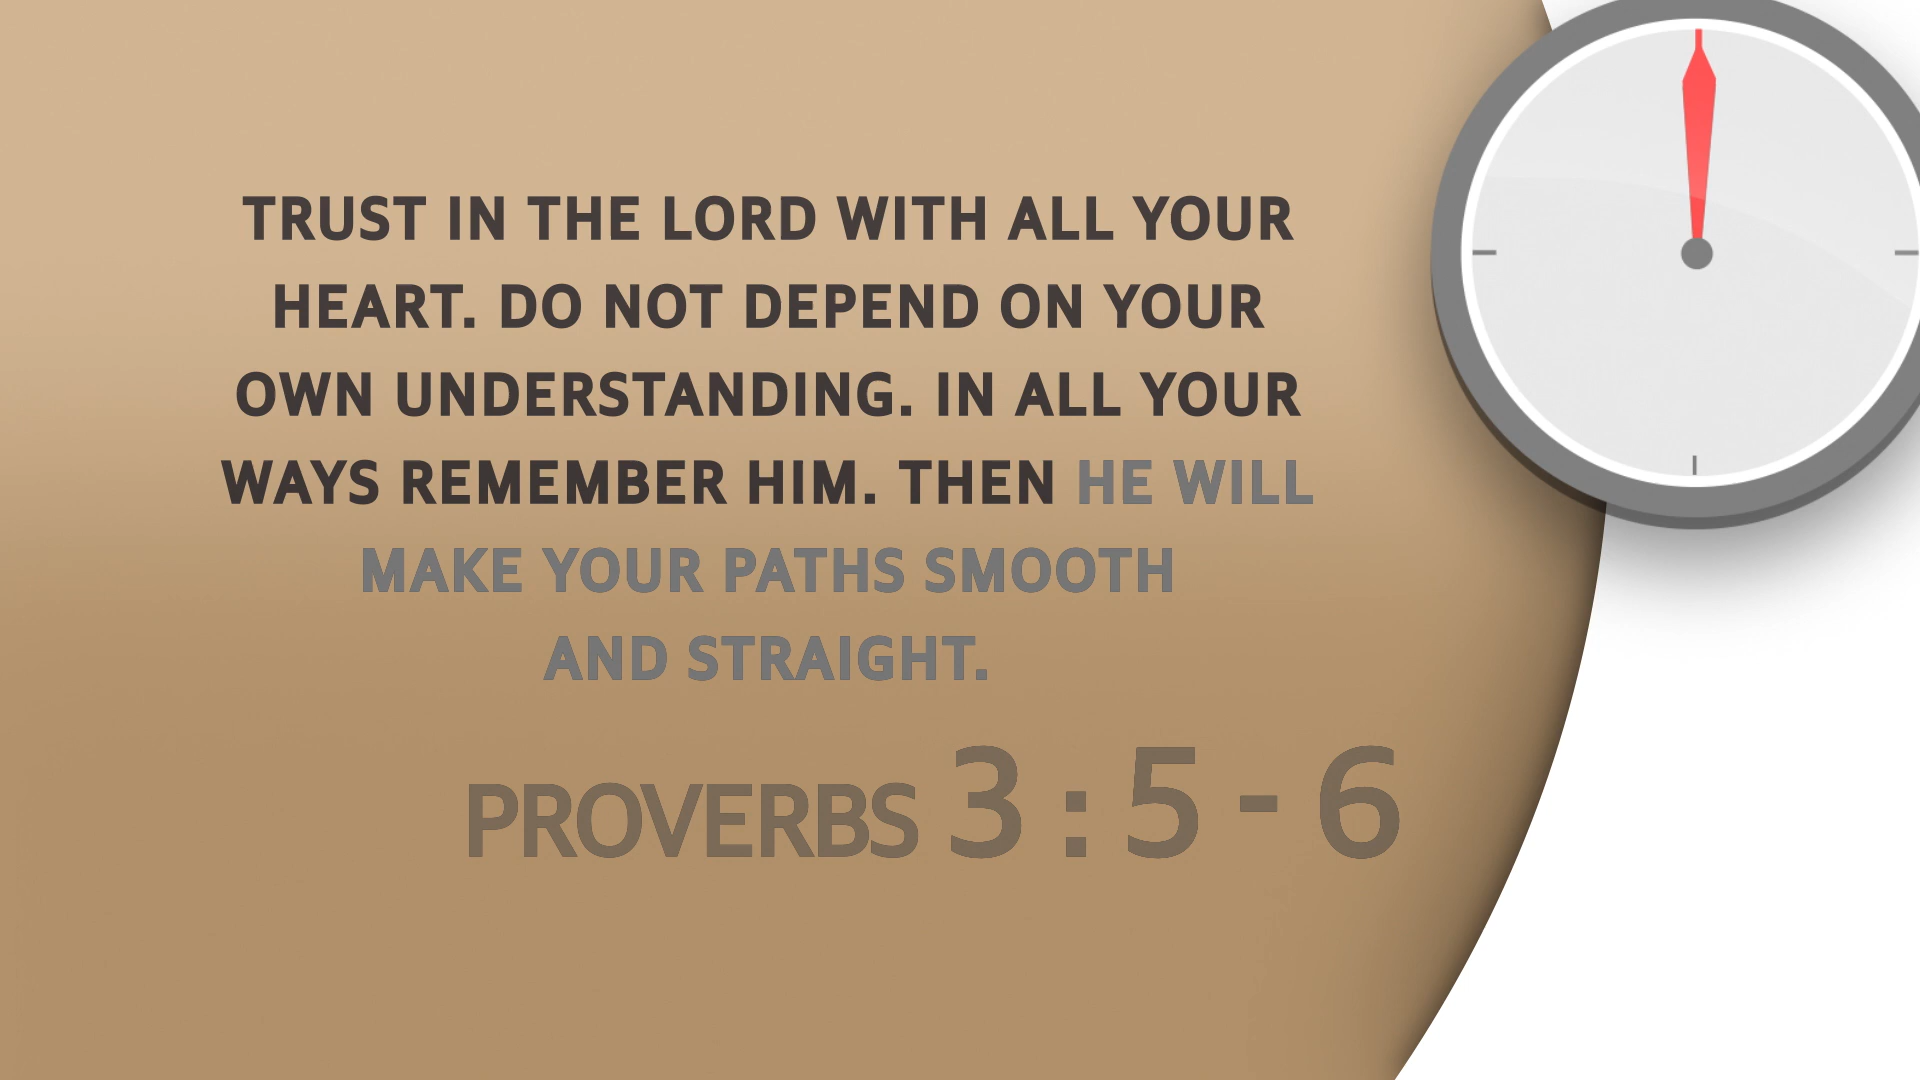 TRUST IN THE LORD WITH ALL YOUR
HEART. DO NOT DEPEND ON YOUR
OWN UNDERSTANDING. IN ALL YOUR
WAYS REMEMBER HIM. THEN HE WILL
MAKE YOUR PATHS SMOOTH
AND STRAIGHT.
PROVERBS 3:5-6